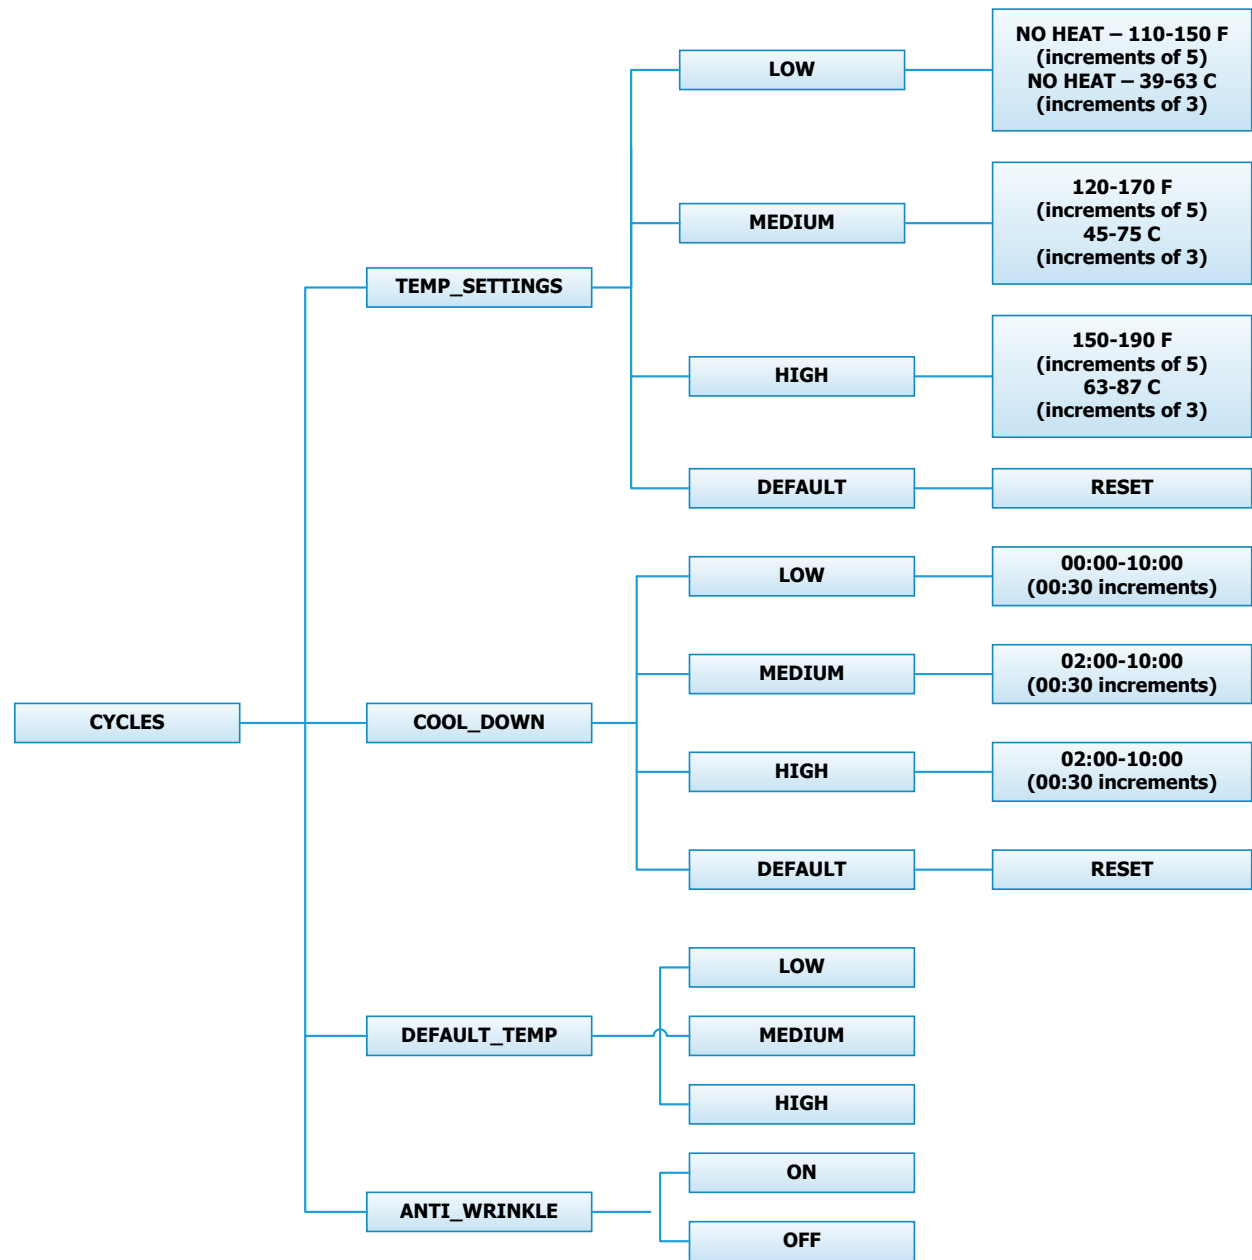 CYCLES
TEMP_SETTINGS
LOW
NO HEAT – 110-150 F
(increments of 5)
NO HEAT – 39-63 C
(increments of 3)
MEDIUM
120-170 F
(increments of 5)
45-75 C
(increments of 3)
HIGH
150-190 F
(increments of 5)
63-87 C
(increments of 3)
DEFAULT
RESET
COOL_DOWN
LOW
00:00-10:00
(00:30 increments)
MEDIUM
02:00-10:00
(00:30 increments)
HIGH
02:00-10:00
(00:30 increments)
DEFAULT
RESET
DEFAULT_TEMP
LOW
MEDIUM
HIGH
ANTI_WRINKLE
ON
OFF